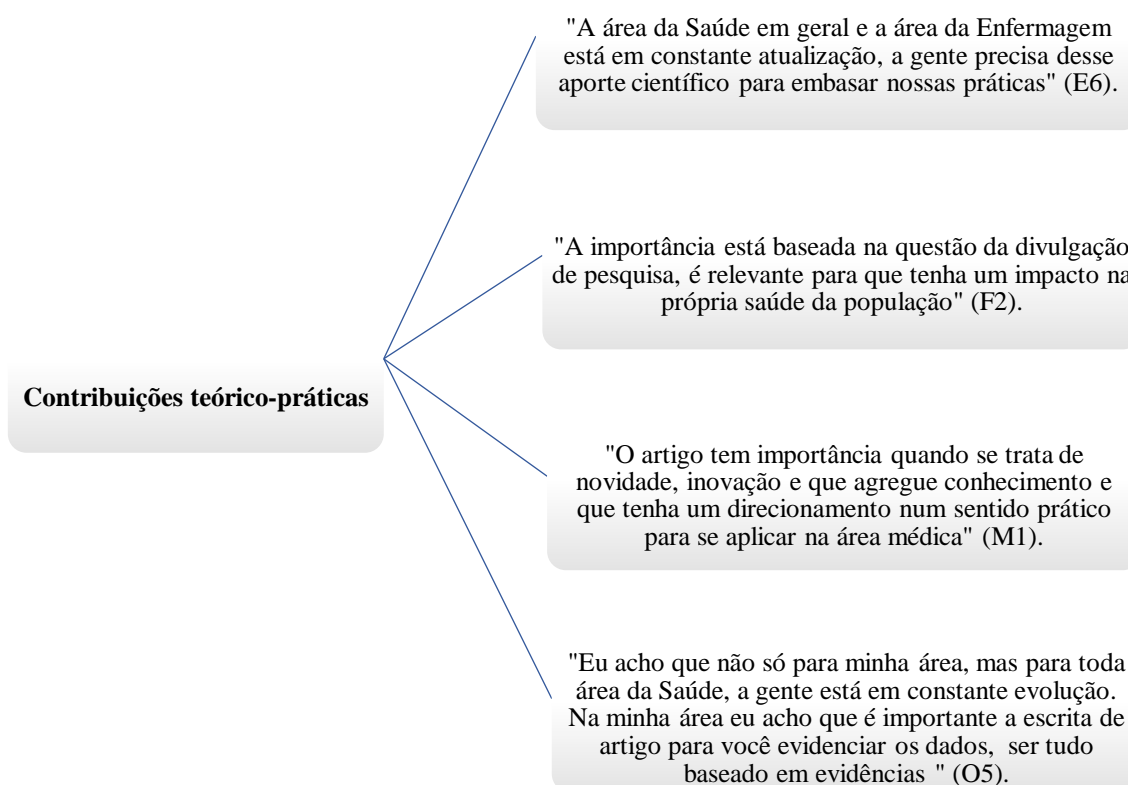 "A área da Saúde em geral e a área da Enfermagem
está em constante atualização, a gente precisa desse
aporte científico para embasar nossas práticas" (E6).
"A importância está baseada na questão da divulgação
de pesquisa, é relevante para que tenha um impacto na
própria saúde da população" (F2).
Contribuições teórico-práticas
"O artigo tem importância quando se trata de
novidade, inovação e que agregue conhecimento e
que tenha um direcionamento num sentido prático
para se aplicar na área médica" (M1).
"Eu acho que não só para minha área, mas para toda
área da Saúde, a gente está em constante evolução.
Na minha área eu acho que é importante a escrita de
artigo para você evidenciar os dados, ser tudo
baseado em evidências " (O5).